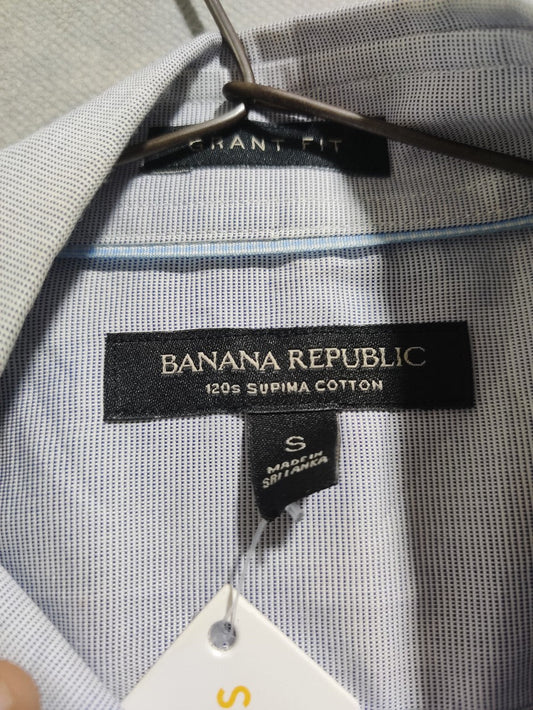 GRANT FIT
BANANA REPUBLIC
120s SUPIMA COTTON
S
MADE IN
SRI LANKA
S